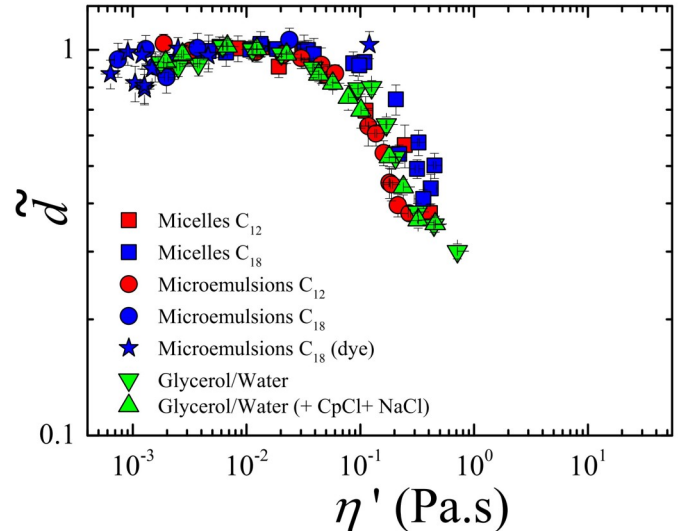 1
d̃
Micelles C₁₂
Micelles C₁₈
Microemulsions C₁₂
Microemulsions C₁₈
Microemulsions C₁₈ (dye)
Glycerol/Water
Glycerol/Water (+ CpCl+ NaCl)
0.1
10⁻³ 10⁻² 10⁻¹ 10⁰ 10¹
η ' (Pa.s)